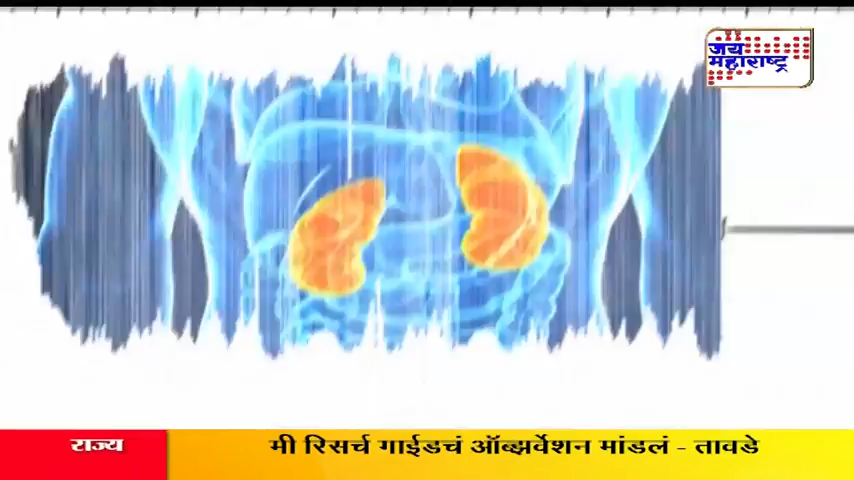 जय
महाराष्ट्र
राज्य
मी रिसर्च गाईडचं ऑब्झर्वेशन मांडलं - तावडे